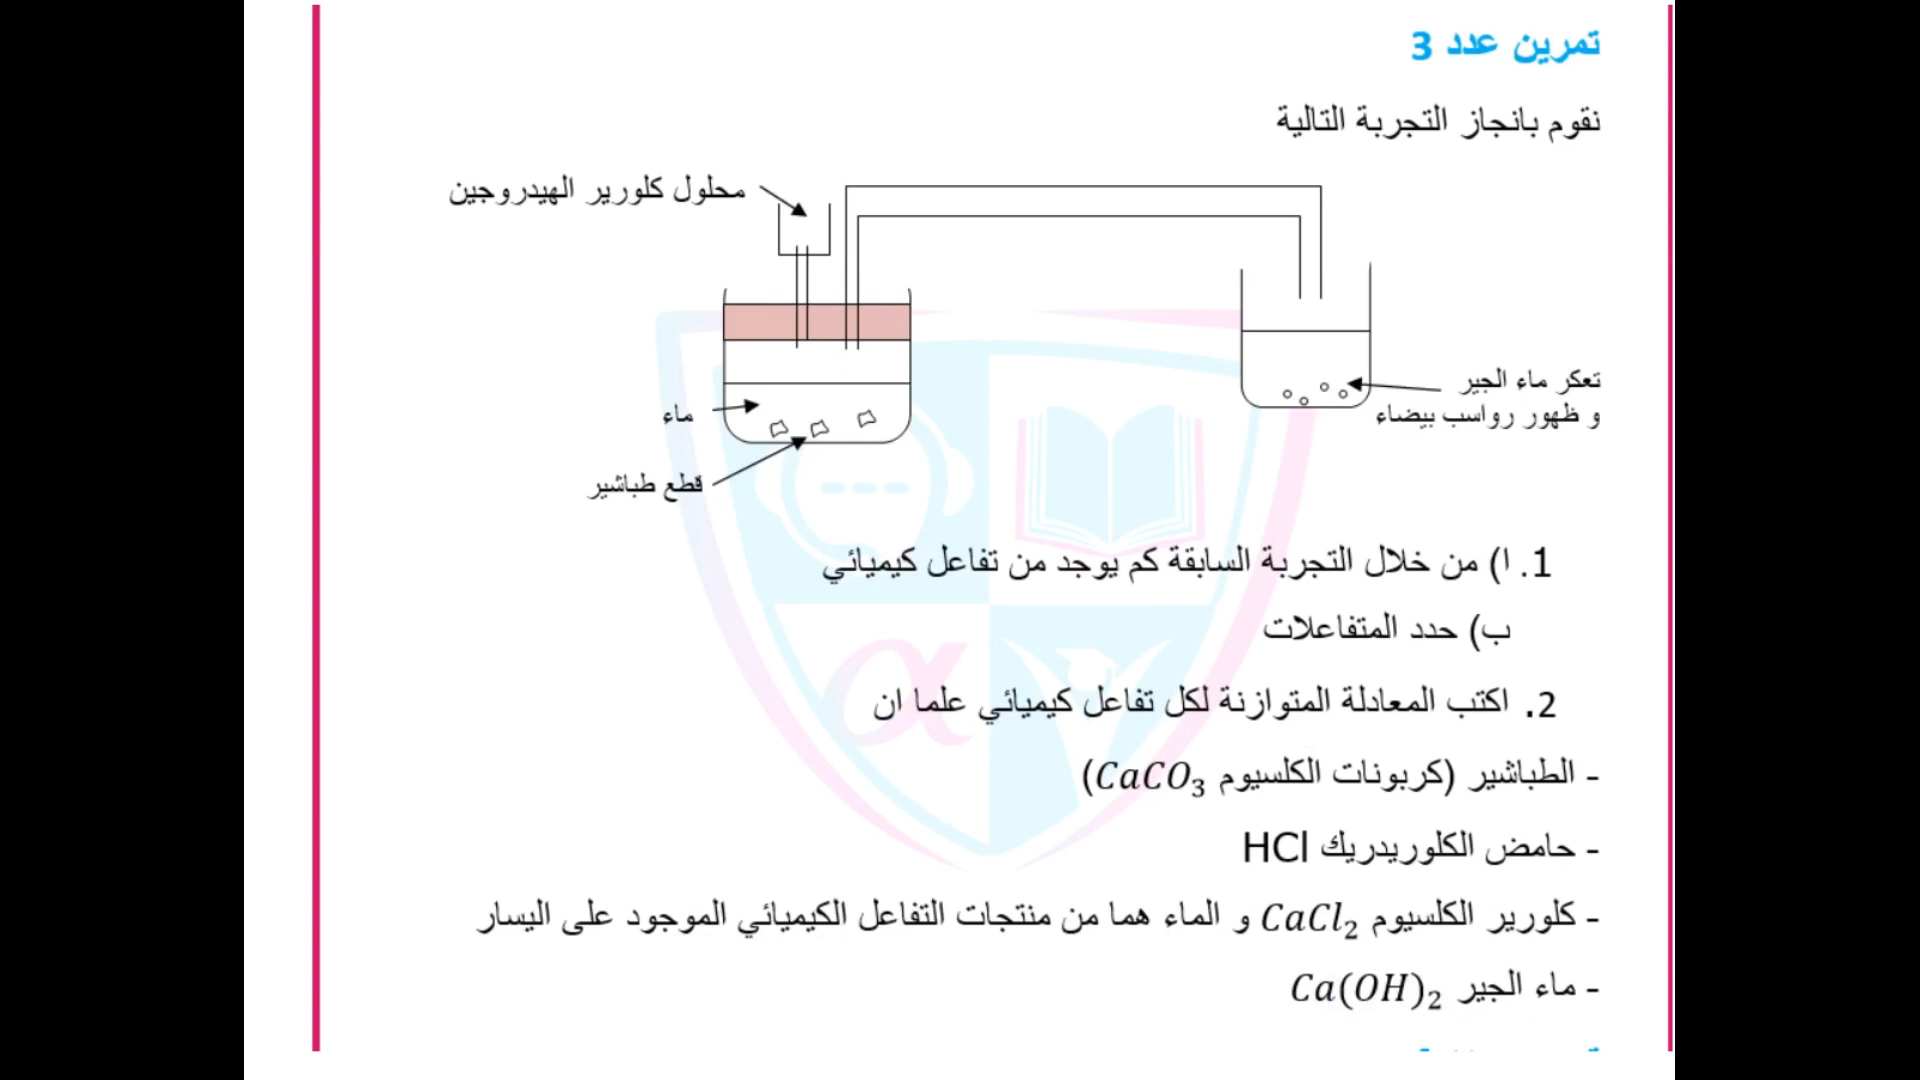 تمرين عدد 3
نقوم بانجاز التجربة التالية
محلول كلورير الهيدروجين
تعكر ماء الجير
و ظهور رواسب بيضاء
ماء
قطع طباشير
1. ا) من خلال التجربة السابقة كم يوجد من تفاعل كيميائي
ب) حدد المتفاعلات
2. اكتب المعادلة المتوازنة لكل تفاعل كيميائي علما ان
- الطباشير (كربونات الكلسيوم CaCO₃)
- حامض الكلوريدريك HCl
- كلورير الكلسيوم CaCl₂ و الماء هما من منتجات التفاعل الكيميائي الموجود على اليسار
- ماء الجير Ca(OH)₂